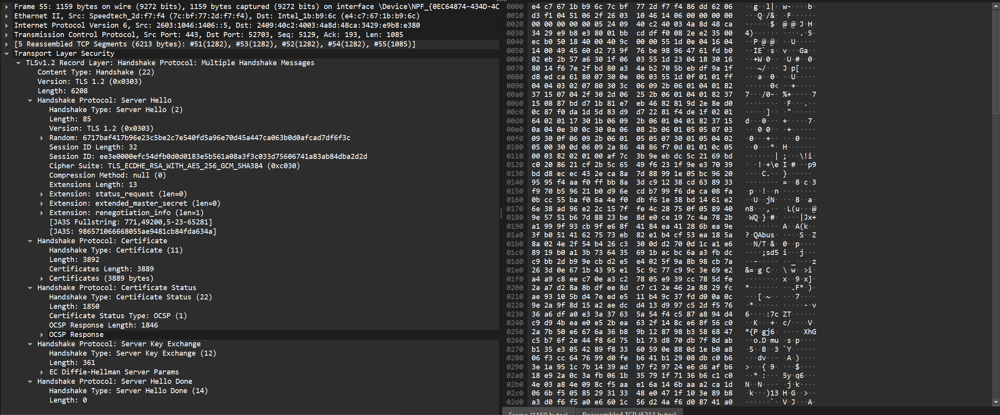 Frame 55: 1159 bytes on wire (9272 bits), 1159 bytes captured (9272 bits) on interface \Device\NPF_{0EC64874-434D-4C
Ethernet II, Src: Speedtech_2d:f7:f4 (7c:bf:77:2d:f7:f4), Dst: Intel_1b:b9:6c (e4:c7:67:1b:b9:6c)
Internet Protocol Version 6, Src: 2603:1046:1406::5, Dst: 2409:40c2:4003:4a8d:48ca:3429:e9b8:e380
Transmission Control Protocol, Src Port: 443, Dst Port: 52703, Seq: 5129, Ack: 193, Len: 1085
[5 Reassembled TCP Segments (6213 bytes): #51(1282), #53(1282), #52(1282), #54(1282), #55(1085)]
Transport Layer Security
TLSv1.2 Record Layer: Handshake Protocol: Multiple Handshake Messages
Content Type: Handshake (22)
Version: TLS 1.2 (0x0303)
Length: 6208
Handshake Protocol: Server Hello
Handshake Type: Server Hello (2)
Length: 85
Version: TLS 1.2 (0x0303)
Random: 6717baf417b96e23c5be2c7e540fd5a96e70d45a447ca063b0d0afcad7df6f3c
Session ID Length: 32
Session ID: ee3e0000efc54dfb0d0d0183e5b561a08a3f3c033d75606741a83ab84dba2d2d
Cipher Suite: TLS_ECDHE_RSA_WITH_AES_256_GCM_SHA384 (0xc030)
Compression Method: null (0)
Extensions Length: 13
Extension: status_request (len=0)
Extension: extended_master_secret (len=0)
Extension: renegotiation_info (len=1)
[JA3S Fullstring: 771,49200,5-23-65281]
[JA3S: 986571066668055ae9481cb84fda634a]
Handshake Protocol: Certificate
Handshake Type: Certificate (11)
Length: 3892
Certificates Length: 3889
Certificates (3889 bytes)
Handshake Protocol: Certificate Status
Handshake Type: Certificate Status (22)
Length: 1850
Certificate Status Type: OCSP (1)
OCSP Response Length: 1846
OCSP Response
Handshake Protocol: Server Key Exchange
Handshake Type: Server Key Exchange (12)
Length: 361
EC Diffie-Hellman Server Params
Handshake Protocol: Server Hello Done
Handshake Type: Server Hello Done (14)
Length: 0
0000 e4 c7 67 1b b9 6c 7c bf 77 2d f7 f4 86 dd 62 06
0010 d3 f1 04 51 06 2f 26 03 10 46 14 06 00 00 00 00
0020 00 00 00 00 00 05 24 09 40 c2 40 03 4a 8d 48 ca
0030 34 29 e9 b8 e3 80 01 bb cd df f0 08 2e e2 35 00
0040 ec b0 50 18 40 00 40 9c 00 00 55 1d 0e 04 16 04
0050 14 00 49 45 60 d2 73 9f 76 be 98 96 47 61 fd b0
0060 02 eb 2b 57 a6 30 1f 06 03 55 1d 23 04 18 30 16
0070 80 14 f6 7e 2f bd 80 a3 4a b2 70 5b eb df 9a 1f
0080 d8 ed ca 61 80 07 30 0e 06 03 55 1d 0f 01 01 ff
0090 04 04 03 02 07 80 30 3c 06 09 2b 06 01 04 01 82
00a0 37 15 07 04 2f 30 2d 06 25 2b 06 01 04 01 82 37
00b0 15 08 87 bd d7 1b 81 e7 eb 46 82 81 9d 2e 8e d0
00c0 0c 87 f0 da 1d 5d 83 d9 d7 22 81 f4 de 1f 02 01
00d0 64 02 01 17 30 1b 06 09 2b 06 01 04 01 82 37 15
00e0 0a 04 0e 30 0c 30 0a 06 08 2b 06 01 05 05 07 03
00f0 09 30 0f 06 09 2b 06 01 05 05 07 30 01 05 04 02
0100 05 00 30 0d 06 09 2a 86 48 86 f7 0d 01 01 0c 05
0110 00 03 82 02 01 00 af 7c 3b 9e eb dc 5c 21 69 bd
0120 c0 20 86 21 cf 2b 5c 65 49 f6 23 1f 9e e3 70 39
0130 bd d8 ec ec 43 2e ca 8a 7d 88 99 1e 05 bc 96 20
0140 95 95 f4 aa f0 ff bb 8a 3d c9 12 38 cd 63 89 33
0150 f9 70 b5 96 21 b0 d9 6e cd b7 99 f6 de ca 08 fa
0160 0b cc 55 ba f0 6a 4e f0 db f6 1e 38 bd 14 61 e2
0170 6e 38 ad 96 e2 2c 15 7f fe 4c 28 75 0f 05 89 40
0180 9e 57 51 b6 7d 88 23 be 8d e0 ce 19 7c 4a 78 2b
0190 a1 99 9f 93 cb 9f e6 8f 41 84 ea 41 28 6b ea 9e
01a0 3f b0 51 41 62 75 73 eb 82 e1 b4 cf 53 ea 18 5a
01b0 8a 02 4e 2f 54 b4 26 c3 30 0d d2 70 0d 1c a1 e6
01c0 89 19 b0 a1 3b 73 64 35 69 1b ac bc 6a a3 fb dc
01d0 c9 bb 2d b9 9e cb d2 e5 e4 02 5f 9a 8b 98 cb 7a
01e0 26 3d 0e 67 1b 43 95 e1 5c 9c 77 c9 9c 3e 69 e2
01f0 a4 a9 c8 ee c7 0e a3 c2 78 05 e9 39 cc 78 5d fe
0200 2a a7 d2 8a 8b df ee 8d c7 c1 2e 46 2a 88 29 fc
0210 ae 93 10 5b d4 7e ed e5 11 b4 9c 37 fd d0 0a 0c
0220 9e 2a 9f 8d 15 a2 ae dc d4 13 d9 97 c5 2d f5 76
0230 36 a6 df a0 e3 3a 37 63 5a 54 f4 c5 87 a8 94 d4
0240 c9 d9 4b ea e0 e5 2b ea 63 2f 14 8c e6 8f 56 c0
0250 2a 7b 50 e6 67 6a 36 b8 9b 12 87 98 b3 58 68 47
0260 c5 b7 6f 2e 44 f8 6d 75 b1 73 d8 70 db 7f 8d ab
0270 b1 35 e3 05 42 89 f8 33 60 59 0e 88 0d 1e b0 a8
0280 06 f3 cc 64 76 99 d0 fe b6 41 b1 29 08 db c0 b6
0290 3e 1a 95 1c 7b 14 39 ad b7 f2 97 24 e6 d6 af b6
02a0 18 e9 2a 0c 3a fb 06 1b 35 79 1f 71 36 b6 c1 c0
02b0 4e 03 a8 4e 09 8c f5 aa e1 6a 14 6b aa a2 ca 1d
02c0 06 6b f5 05 85 29 31 33 48 e0 47 1f 10 3e 89 b8
02d0 a3 d0 f6 f5 a0 e6 60 1c 56 d2 4a f6 d0 87 41 a0
Frame (1159 bytes) Reassembled TCP (6213 bytes)